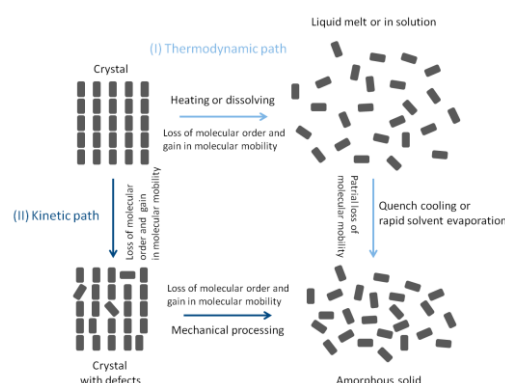 Liquid melt or in solution
(I) Thermodynamic path
Crystal
Heating or dissolving
Loss of molecular order and
gain in molecular mobility
(II) Kinetic path
Loss of molecular
order and gain
in molecular mobility
Patrial loss of
molecular mobility
Quench cooling or
rapid solvent evaporation
Loss of molecular order and
gain in molecular mobility
Mechanical processing
Crystal
with defects
Amorphous solid